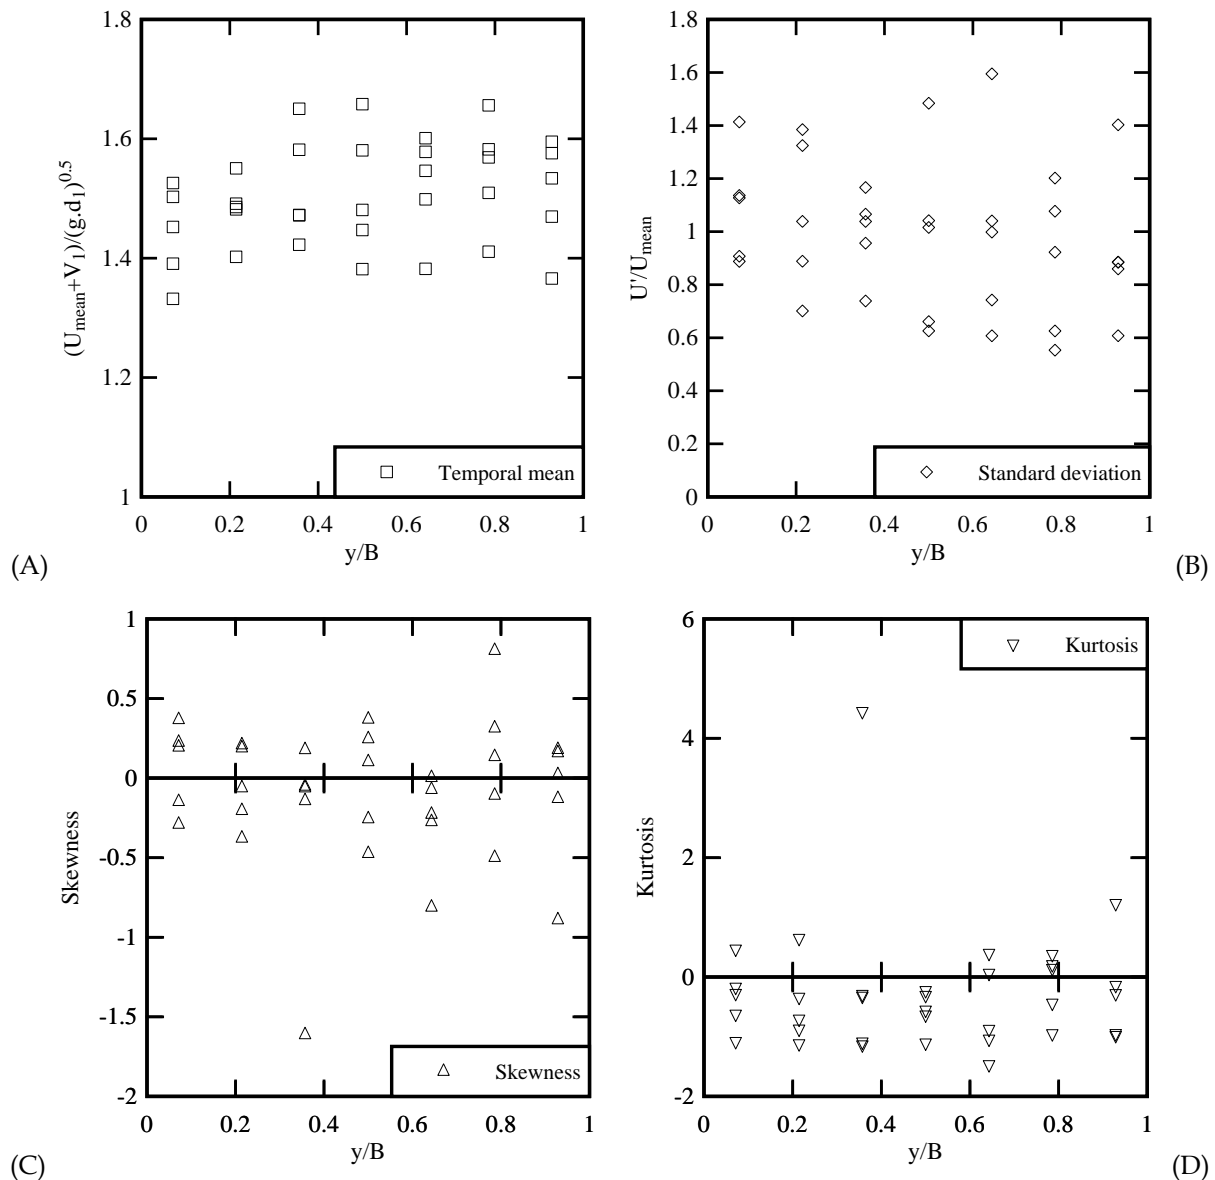 1.8
1.6
1.4
1.2
1
0 0.2 0.4 0.6 0.8 1
y/B
(U_mean+V_1)/(g.d_1)^0.5
Temporal mean
(A)
1.8
1.6
1.4
1.2
1
0.8
0.6
0.4
0.2
0
0 0.2 0.4 0.6 0.8 1
y/B
U'/U_mean
Standard deviation
(B)
1
0.5
0
-0.5
-1
-1.5
-2
0 0.2 0.4 0.6 0.8 1
y/B
Skewness
Skewness
(C)
6
4
2
0
-2
0 0.2 0.4 0.6 0.8 1
y/B
Kurtosis
Kurtosis
(D)